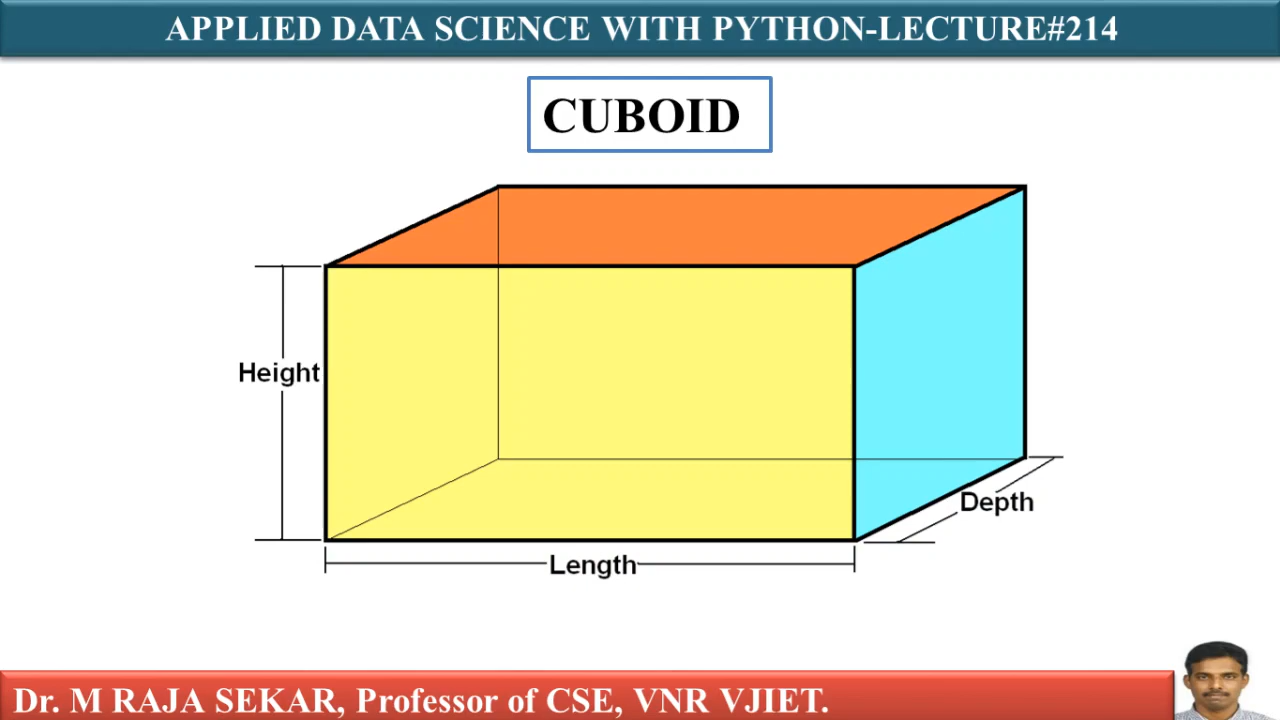 APPLIED DATA SCIENCE WITH PYTHON-LECTURE#214
CUBOID
Height
Depth
Length
Dr. M RAJA SEKAR, Professor of CSE, VNR VJIET.